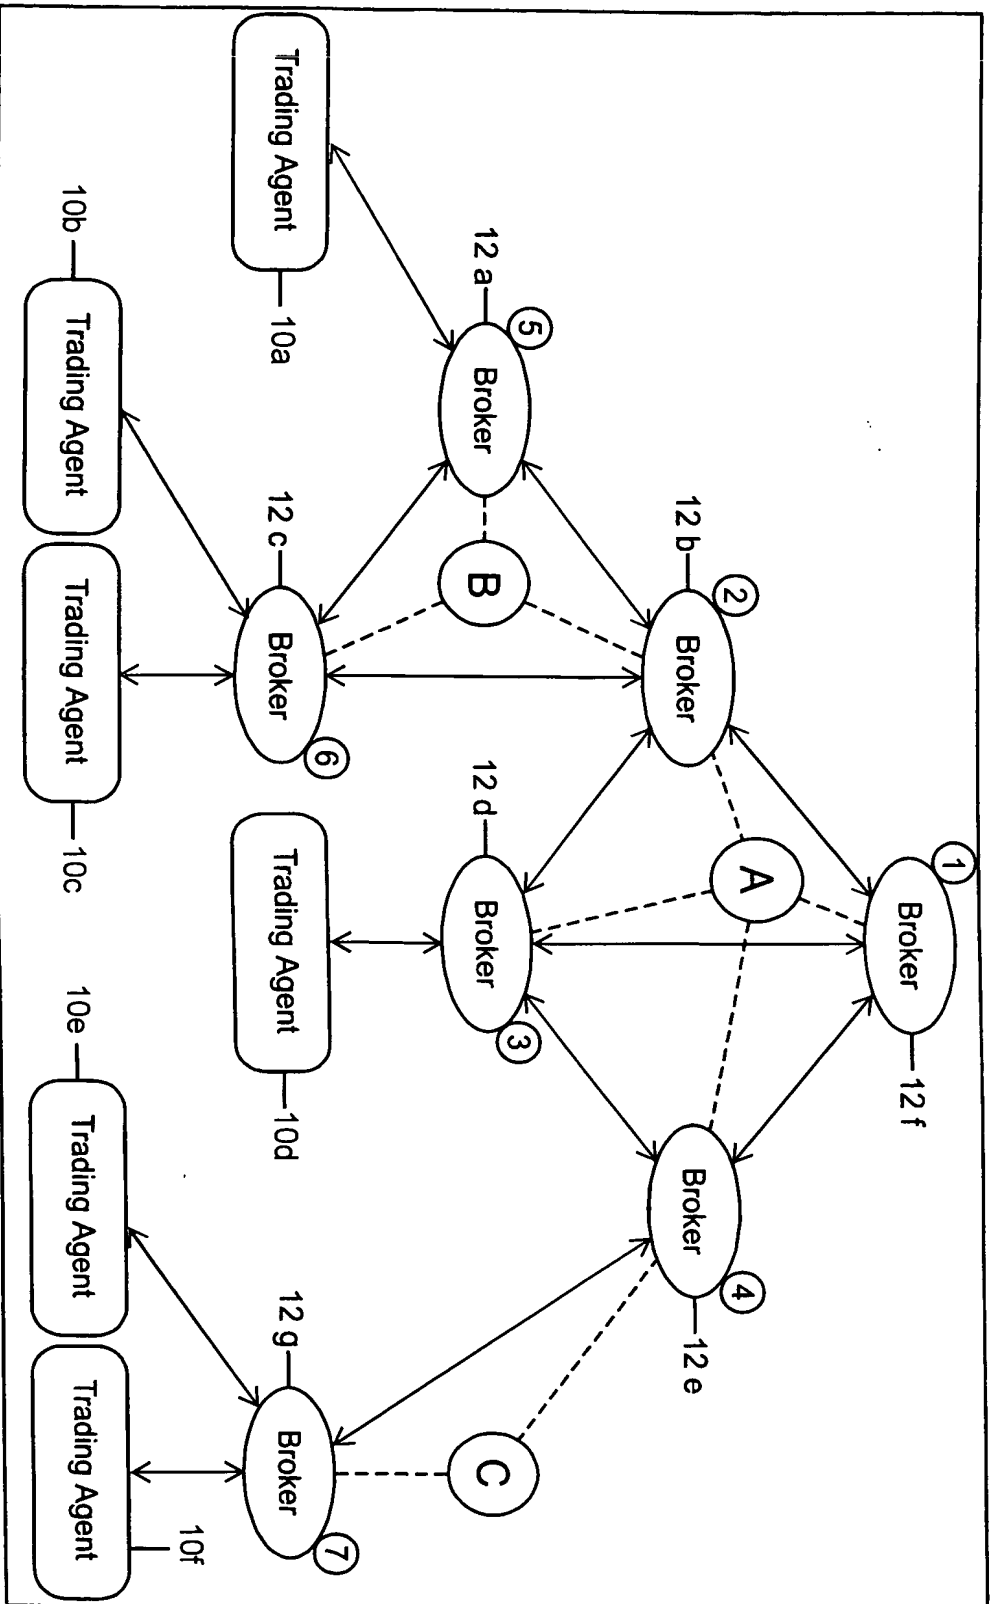 1
Broker
12 f
A
2
4
12 b
Broker
Broker
12 e
5
12 a
Broker
B
12 d
Broker
3
C
12 c
Broker
6
12 g
Broker
7
Trading Agent
10a
Trading Agent
10d
10b
Trading Agent
Trading Agent
10c
10e
Trading Agent
Trading Agent
10f